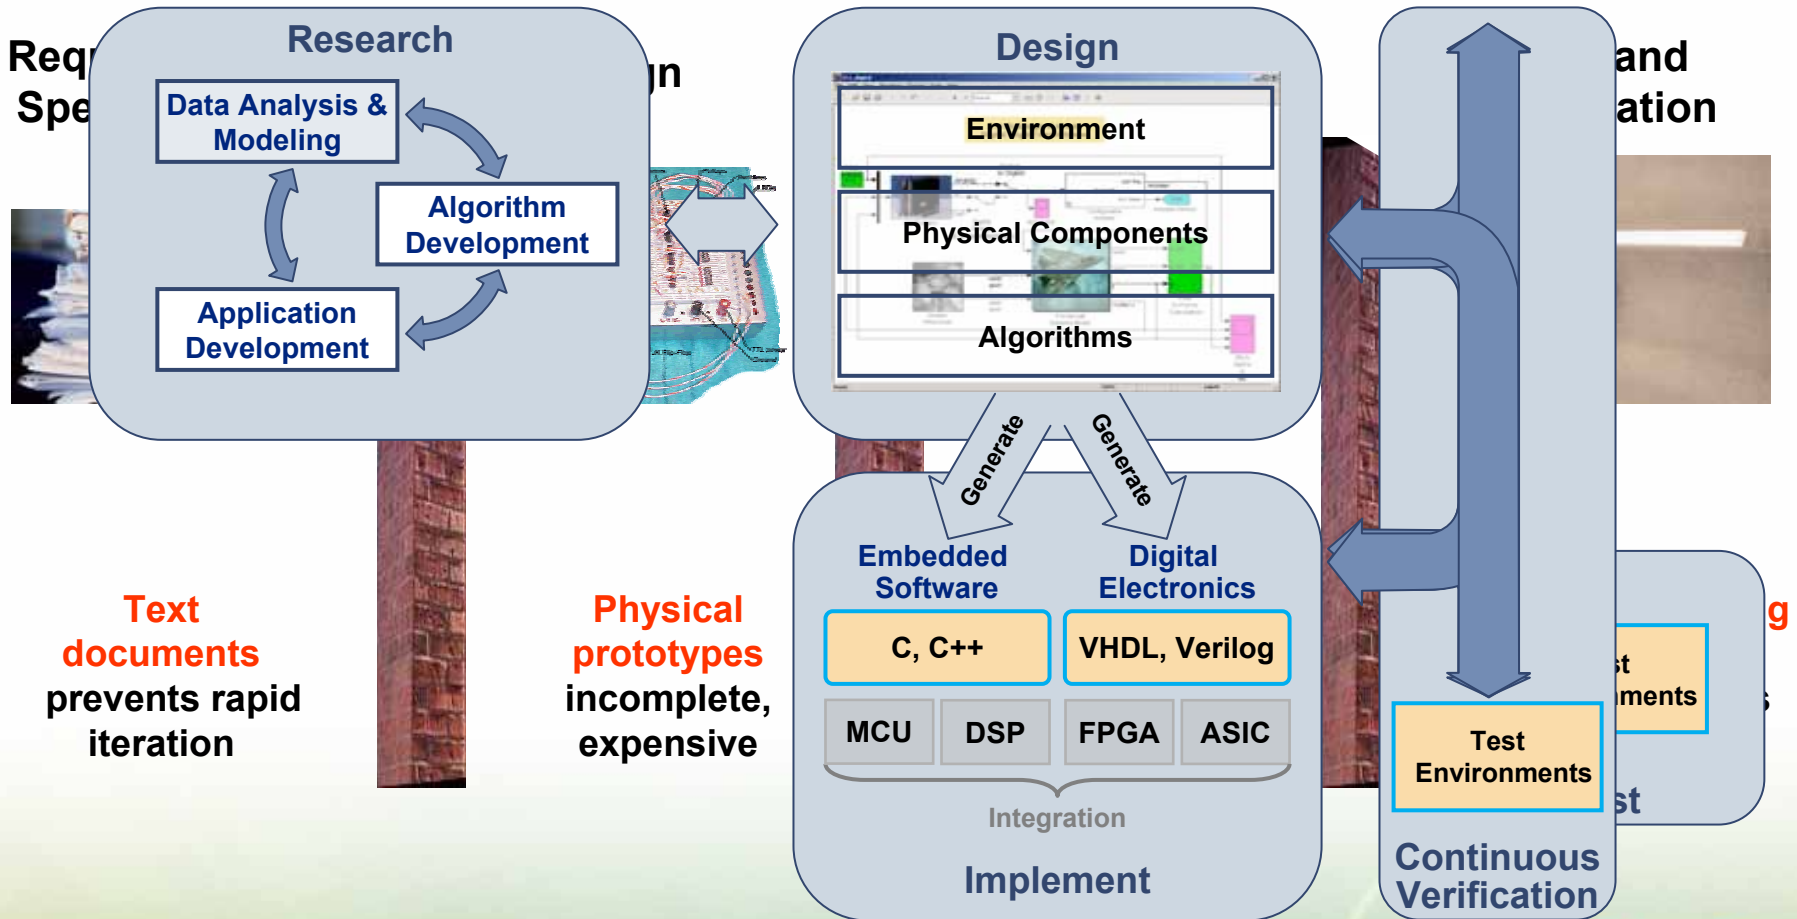 Research
Design
Data Analysis &
Modeling
Algorithm
Development
Application
Development
Environment
Physical Components
Algorithms
Generate
Generate
Embedded
Software
Digital
Electronics
C, C++
VHDL, Verilog
MCU
DSP
FPGA
ASIC
Integration
Implement
Test
Environments
Continuous
Verification
and
Text
documents
prevents rapid
iteration
Physical
prototypes
incomplete,
expensive